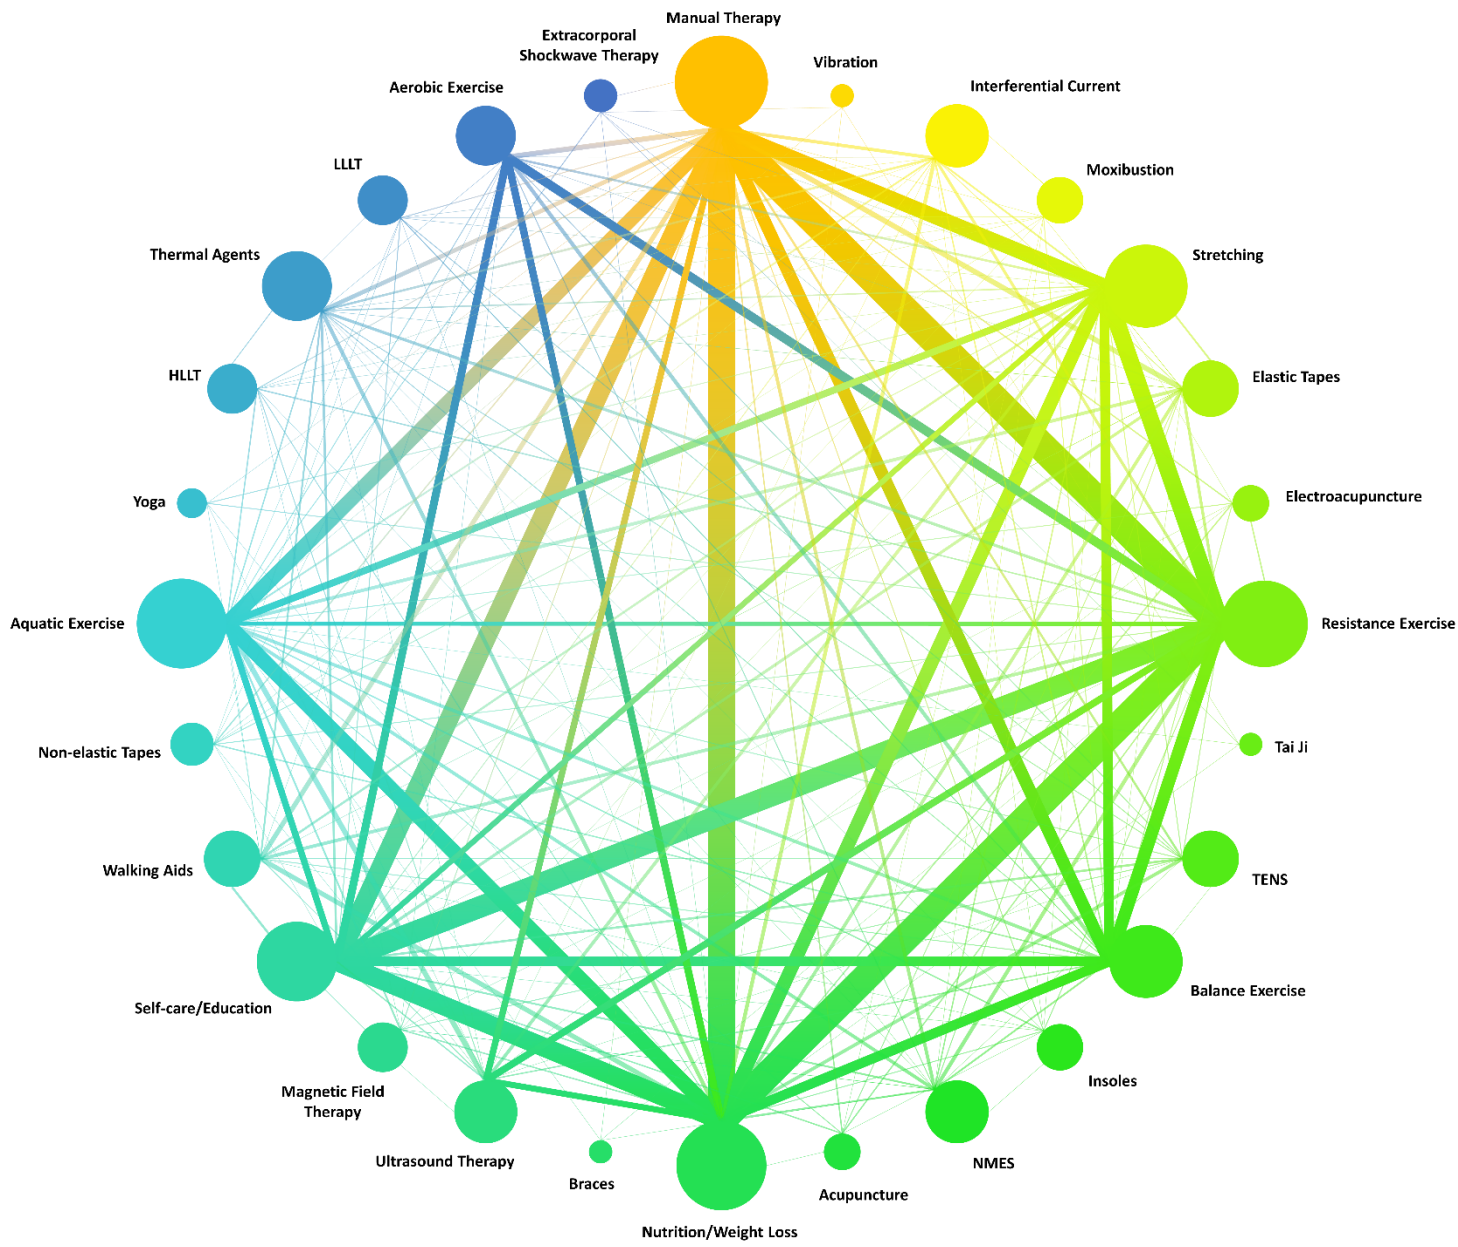 Manual Therapy
Extracorporal
Shockwave Therapy
Vibration
Aerobic Exercise
Interferential Current
LLLT
Moxibustion
Thermal Agents
Stretching
HLLT
Elastic Tapes
Yoga
Electroacupuncture
Aquatic Exercise
Resistance Exercise
Non-elastic Tapes
Tai Ji
Walking Aids
TENS
Self-care/Education
Balance Exercise
Magnetic Field
Therapy
Insoles
Ultrasound Therapy
NMES
Braces
Acupuncture
Nutrition/Weight Loss